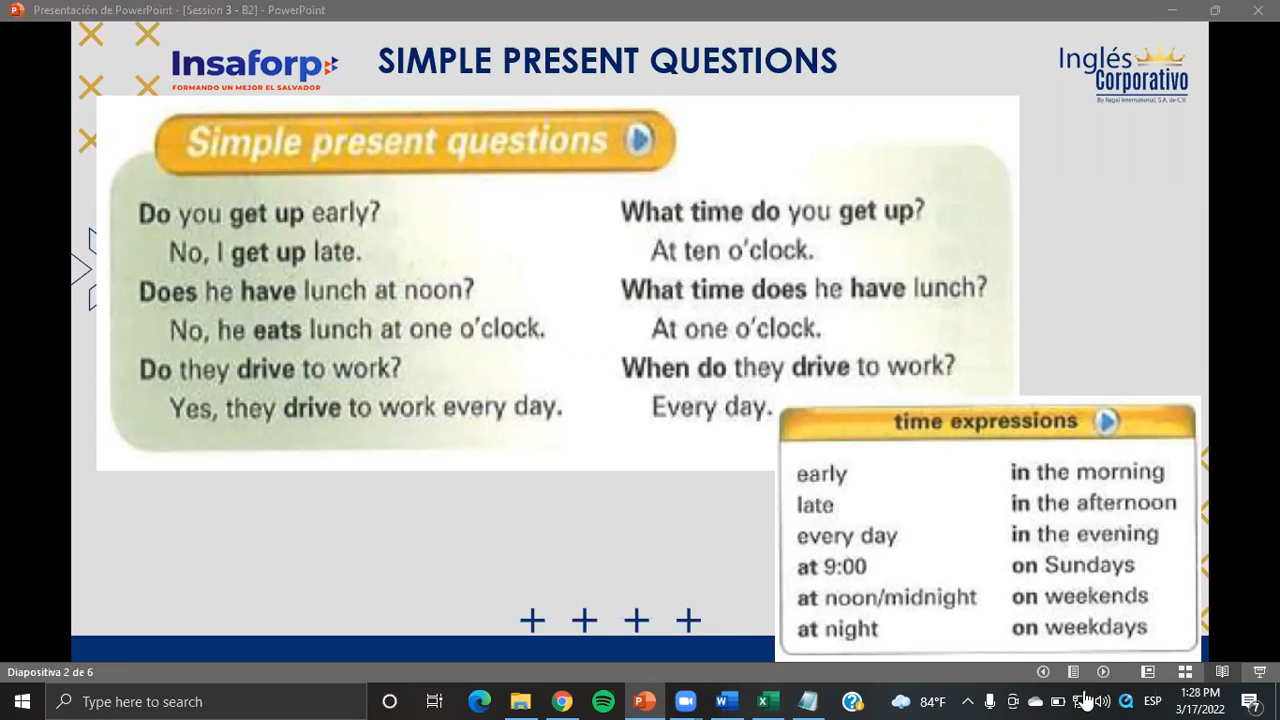 Presentación de PowerPoint - [Session 3 - B2] - PowerPoint
Insaforp
FORMANDO UN MEJOR EL SALVADOR
SIMPLE PRESENT QUESTIONS
Inglés
Corporativo
By Regal International S.A. de C.V.
Simple present questions
Do you get up early?
No, I get up late.
Does he have lunch at noon?
No, he eats lunch at one o'clock.
Do they drive to work?
Yes, they drive to work every day.
What time do you get up?
At ten o'clock.
What time does he have lunch?
At one o'clock.
When do they drive to work?
Every day.
time expressions
early
late
every day
at 9:00
at noon/midnight
at night
in the morning
in the afternoon
in the evening
on Sundays
on weekends
on weekdays
Diapositiva 2 de 6
Type here to search
84°F
ESP
1:28 PM
3/17/2022
7